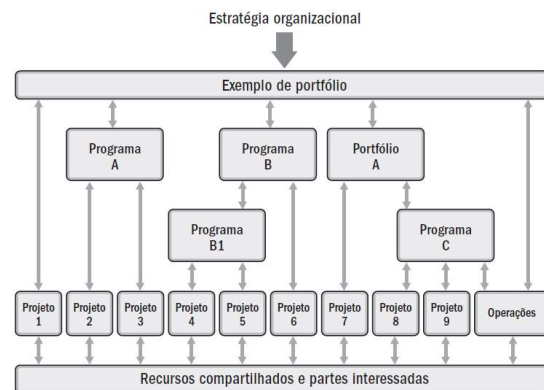 Estratégia organizacional
Exemplo de portfólio
Programa
A
Programa
B
Portfólio
A
Programa
B1
Programa
C
Projeto
1
Projeto
2
Projeto
3
Projeto
4
Projeto
5
Projeto
6
Projeto
7
Projeto
8
Projeto
9
Operações
Recursos compartilhados e partes interessadas